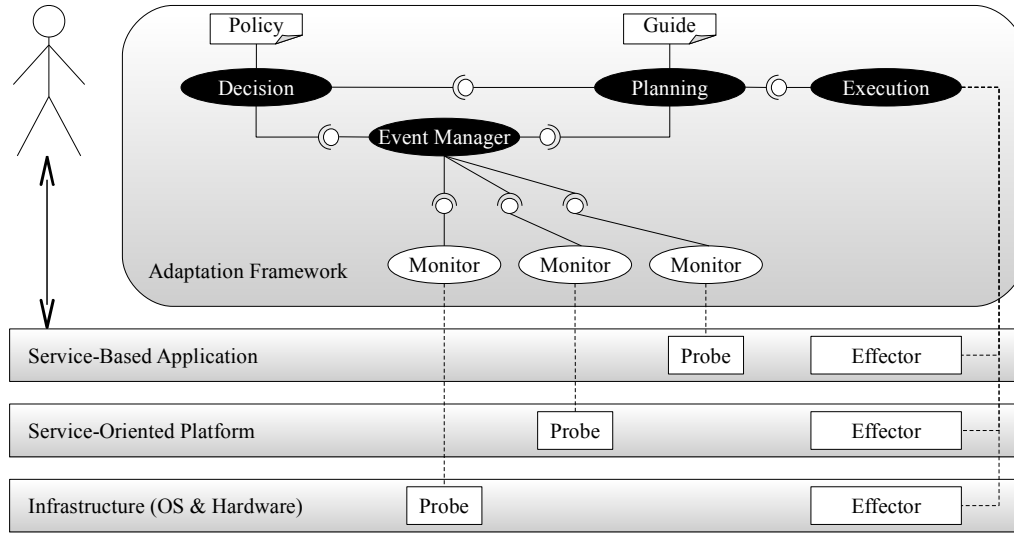 Policy
Guide
Decision
Planning
Execution
Event Manager
Monitor
Monitor
Monitor
Adaptation Framework
Service-Based Application
Probe
Effector
Service-Oriented Platform
Probe
Effector
Infrastructure (OS & Hardware)
Probe
Effector